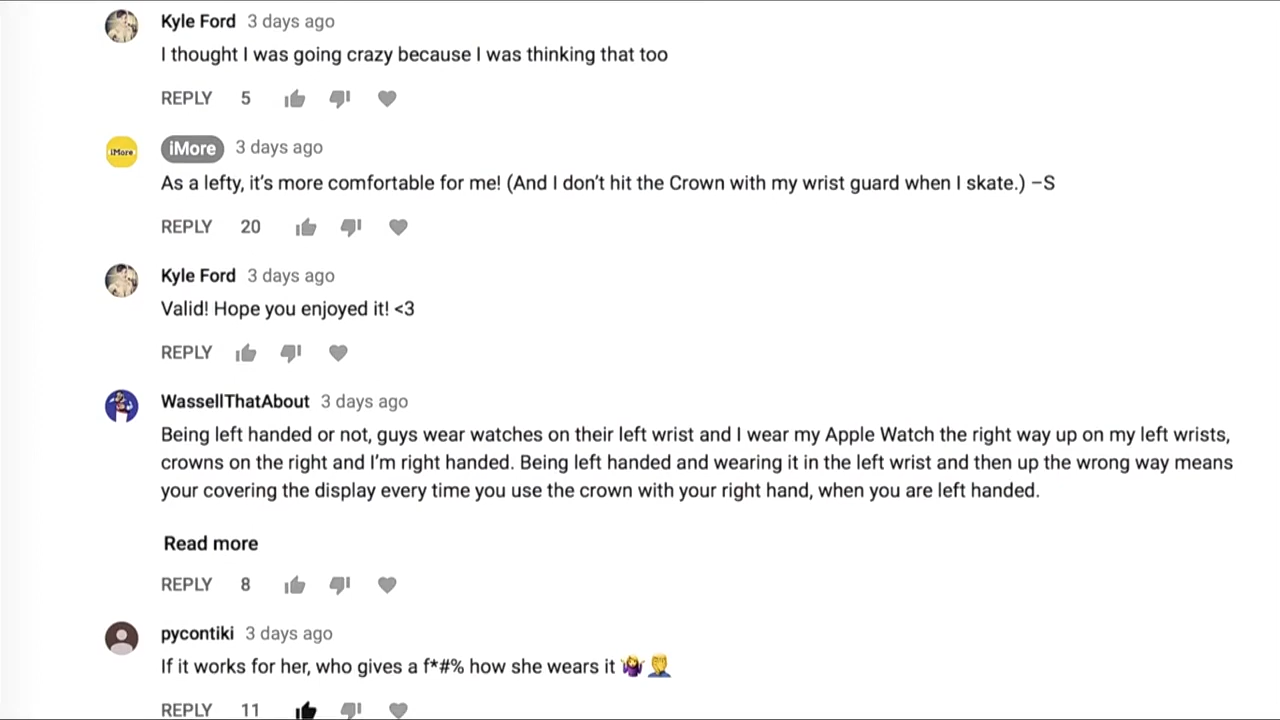 Kyle Ford 3 days ago
I thought I was going crazy because I was thinking that too
REPLY 5
iMore
iMore 3 days ago
As a lefty, it's more comfortable for me! (And I don't hit the Crown with my wrist guard when I skate.) –S
REPLY 20
Kyle Ford 3 days ago
Valid! Hope you enjoyed it! <3
REPLY
WassellThatAbout 3 days ago
Being left handed or not, guys wear watches on their left wrist and I wear my Apple Watch the right way up on my left wrists,
crowns on the right and I'm right handed. Being left handed and wearing it in the left wrist and then up the wrong way means
your covering the display every time you use the crown with your right hand, when you are left handed.
Read more
REPLY 8
pycontiki 3 days ago
If it works for her, who gives a f*#% how she wears it 🤷‍♀️🤦
REPLY 11